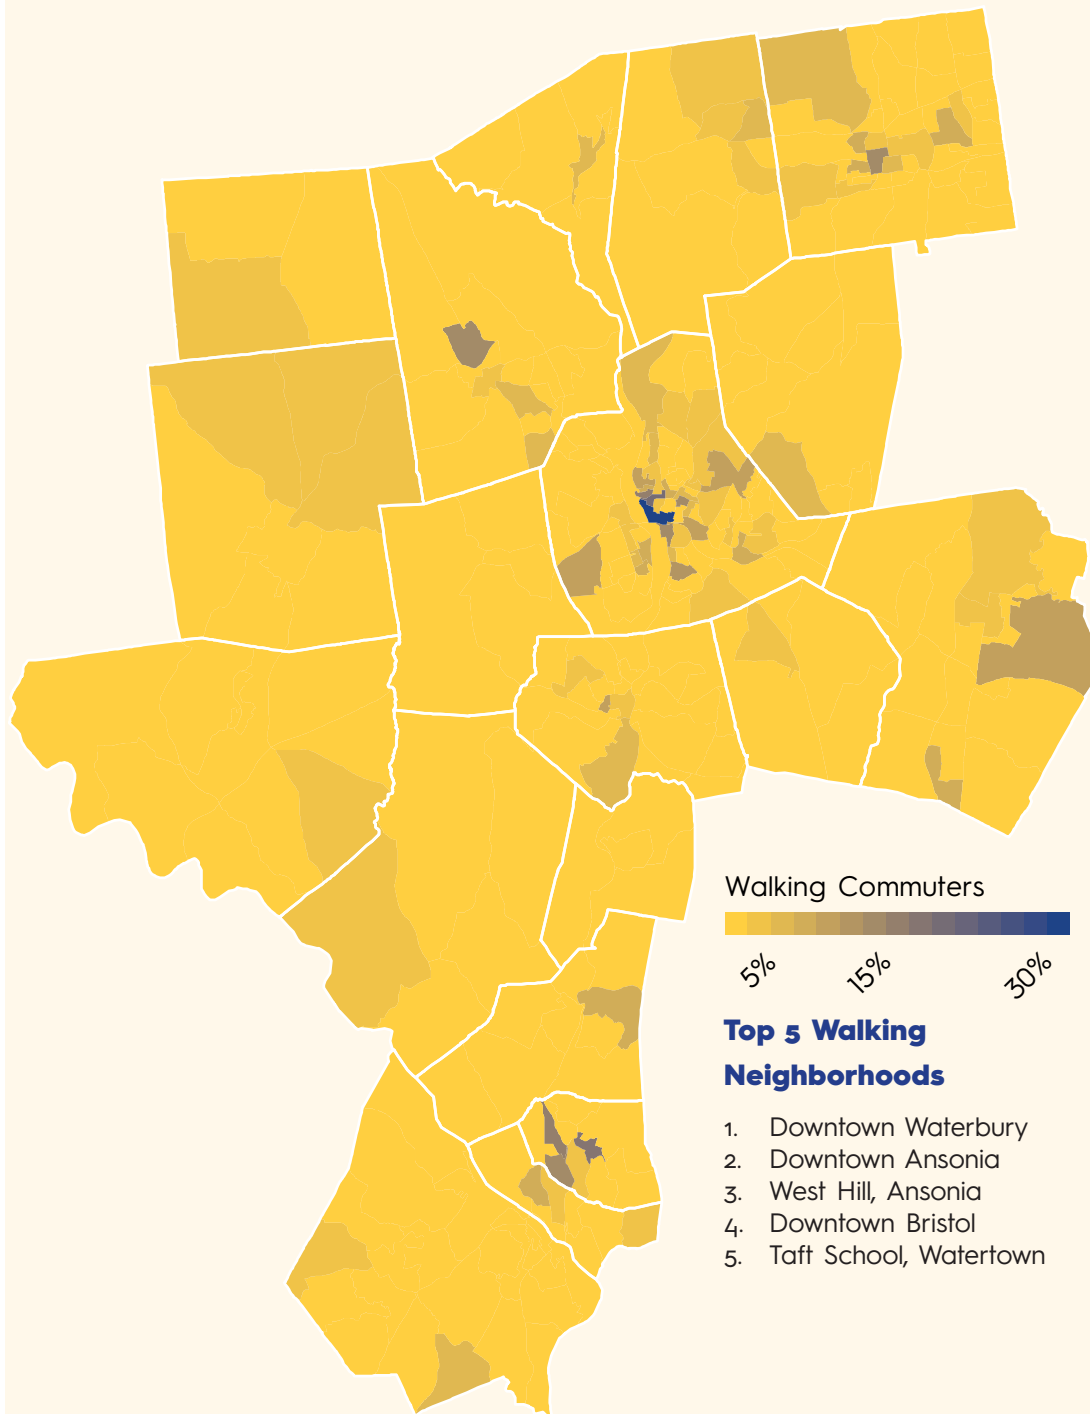 Walking Commuters
5%
15%
30%
Top 5 Walking
Neighborhoods
1. Downtown Waterbury
2. Downtown Ansonia
3. West Hill, Ansonia
4. Downtown Bristol
5. Taft School, Watertown